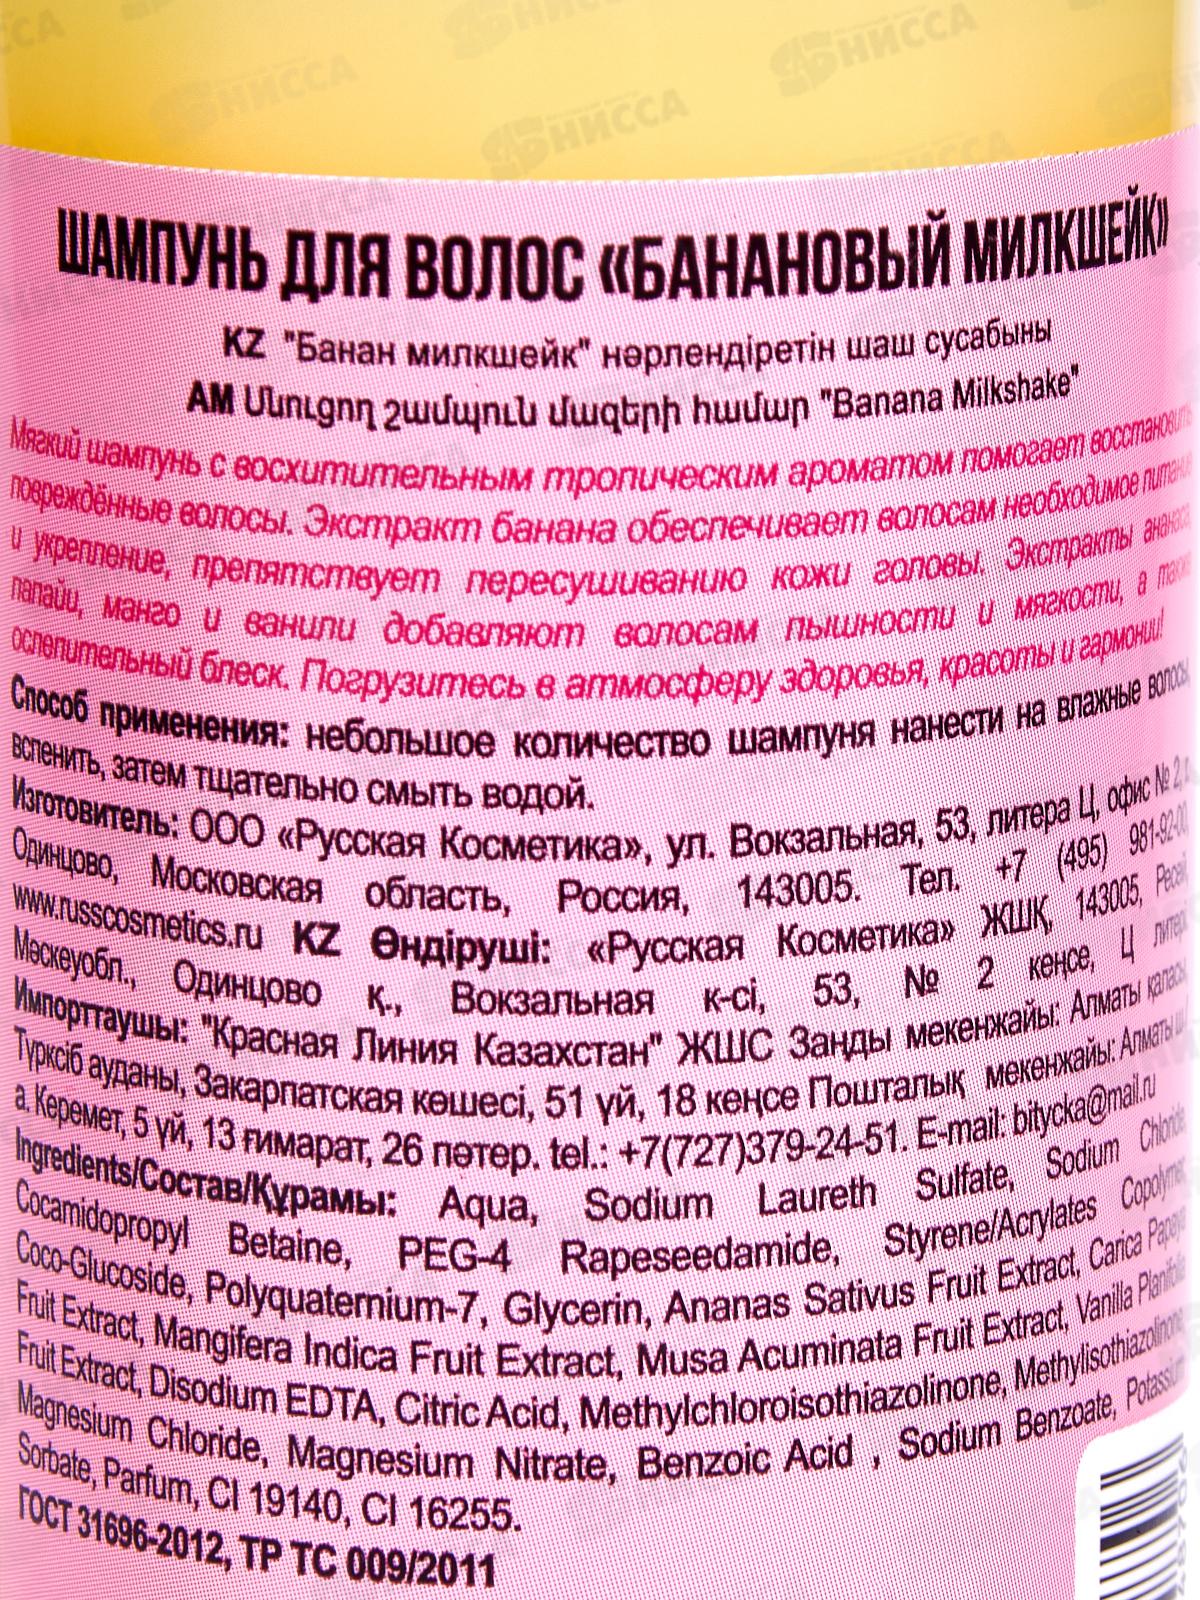 ШАМПУНЬ ДЛЯ ВОЛОС «БАНАНОВЫЙ МИЛКШЕЙК»
KZ "Банан милкшейк" нәрлендіретін шаш сусабыны
AM Սնուցող շամպուն մազերի համար "Banana Milkshake"
Мягкий шампунь с восхитительным тропическим ароматом помогает восстановить
повреждённые волосы. Экстракт банана обеспечивает волосам необходимое питание
и укрепление, препятствует пересушиванию кожи головы. Экстракты ананаса,
папайи, манго и ванили добавляют волосам пышности и мягкости, а также
ослепительный блеск. Погрузитесь в атмосферу здоровья, красоты и гармонии!
Способ применения: небольшое количество шампуня нанести на влажные волосы,
вспенить, затем тщательно смыть водой.
Изготовитель: ООО «Русская Косметика», ул. Вокзальная, 53, литера Ц, офис № 2, г.
Одинцово, Московская область, Россия, 143005. Тел. +7 (495) 981-92-00,
www.russcosmetics.ru KZ Өндіруші: «Русская Косметика» ЖШҚ, 143005, Ресей,
Мәскеуобл., Одинцово қ., Вокзальная к-сі, 53, № 2 кеңсе, Ц литері,
Импорттаушы: "Красная Линия Казахстан" ЖШС Занды мекенжайы: Алматы қаласы,
Түрксіб ауданы, Закарпатская көшесі, 51 үй, 18 кеңсе Пошталық мекенжайы: Алматы ш./
а. Керемет, 5 үй, 13 ғимарат, 26 пәтер. tel.: +7(727)379-24-51. E-mail: bitycka@mail.ru
Ingredients/Состав/Құрамы: Aqua, Sodium Laureth Sulfate, Sodium Chloride,
Cocamidopropyl Betaine, PEG-4 Rapeseedamide, Styrene/Acrylates Copolymer,
Coco-Glucoside, Polyquaternium-7, Glycerin, Ananas Sativus Fruit Extract, Carica Papaya
Fruit Extract, Mangifera Indica Fruit Extract, Musa Acuminata Fruit Extract, Vanilla Planifolia
Fruit Extract, Disodium EDTA, Citric Acid, Methylchloroisothiazolinone, Methylisothiazolinone,
Magnesium Chloride, Magnesium Nitrate, Benzoic Acid , Sodium Benzoate, Potassium
Sorbate, Parfum, CI 19140, CI 16255.
ГОСТ 31696-2012, ТР ТС 009/2011